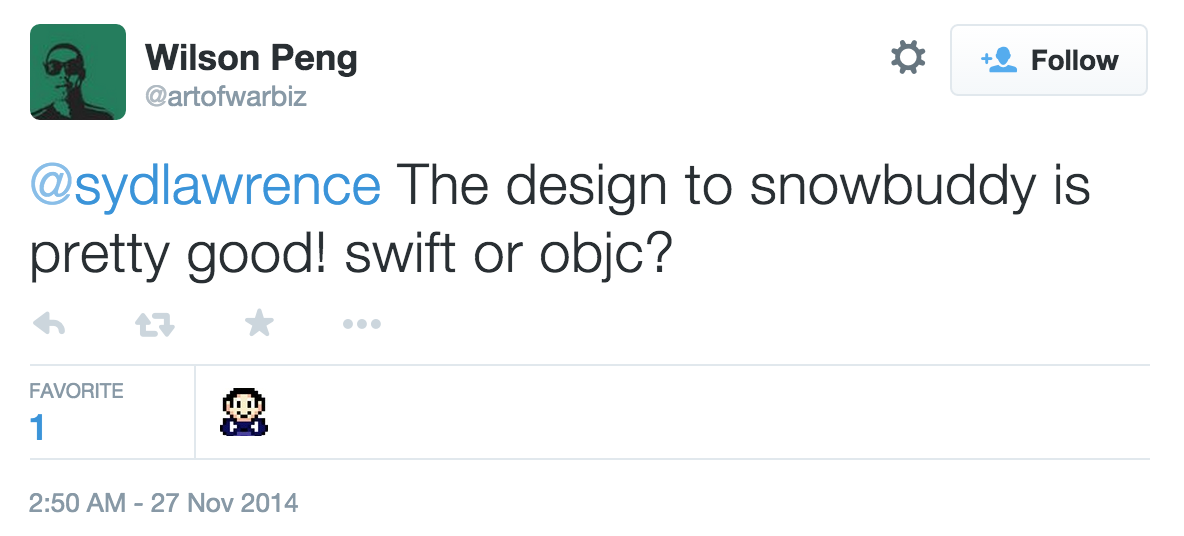 Wilson Peng
@artofwarbiz
Follow
@sydlawrence The design to snowbuddy is
pretty good! swift or objc?
FAVORITE
1
2:50 AM - 27 Nov 2014